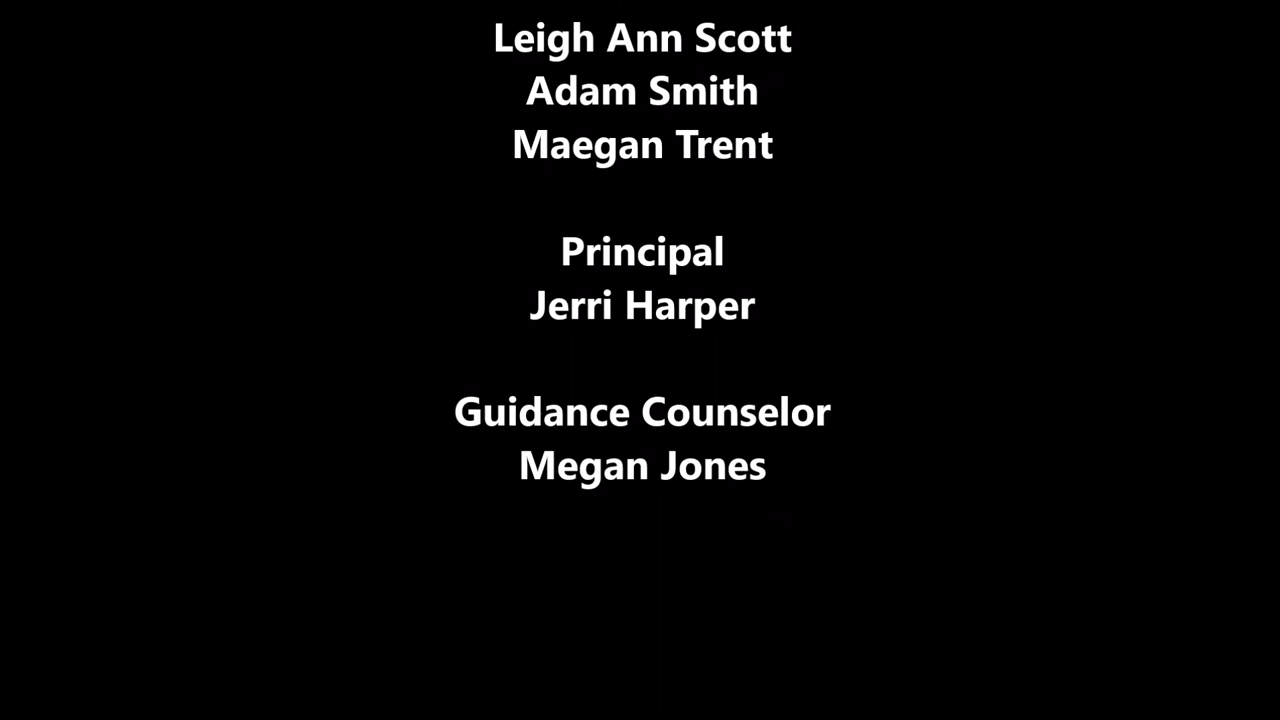 Leigh Ann Scott
Adam Smith
Maegan Trent
Principal
Jerri Harper
Guidance Counselor
Megan Jones